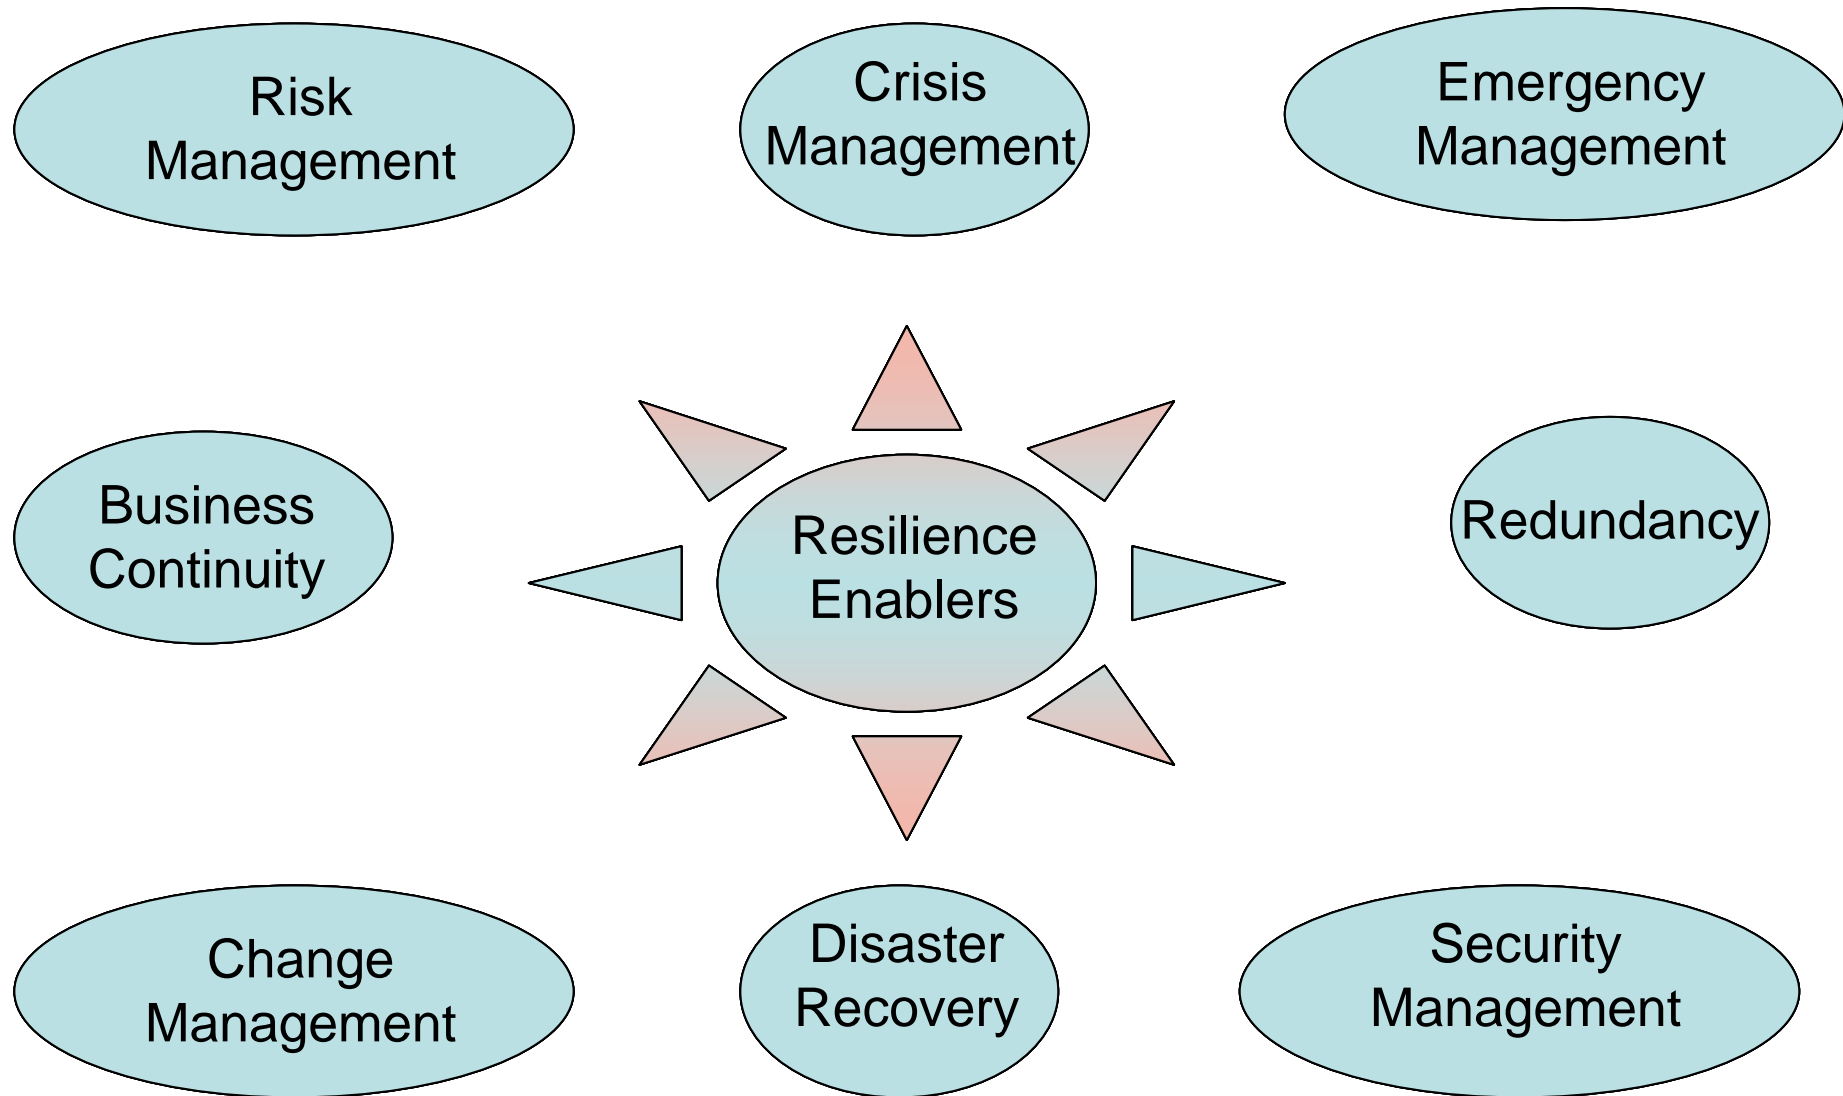 Risk
Management
Crisis
Management
Emergency
Management
Business
Continuity
Resilience
Enablers
Redundancy
Change
Management
Disaster
Recovery
Security
Management